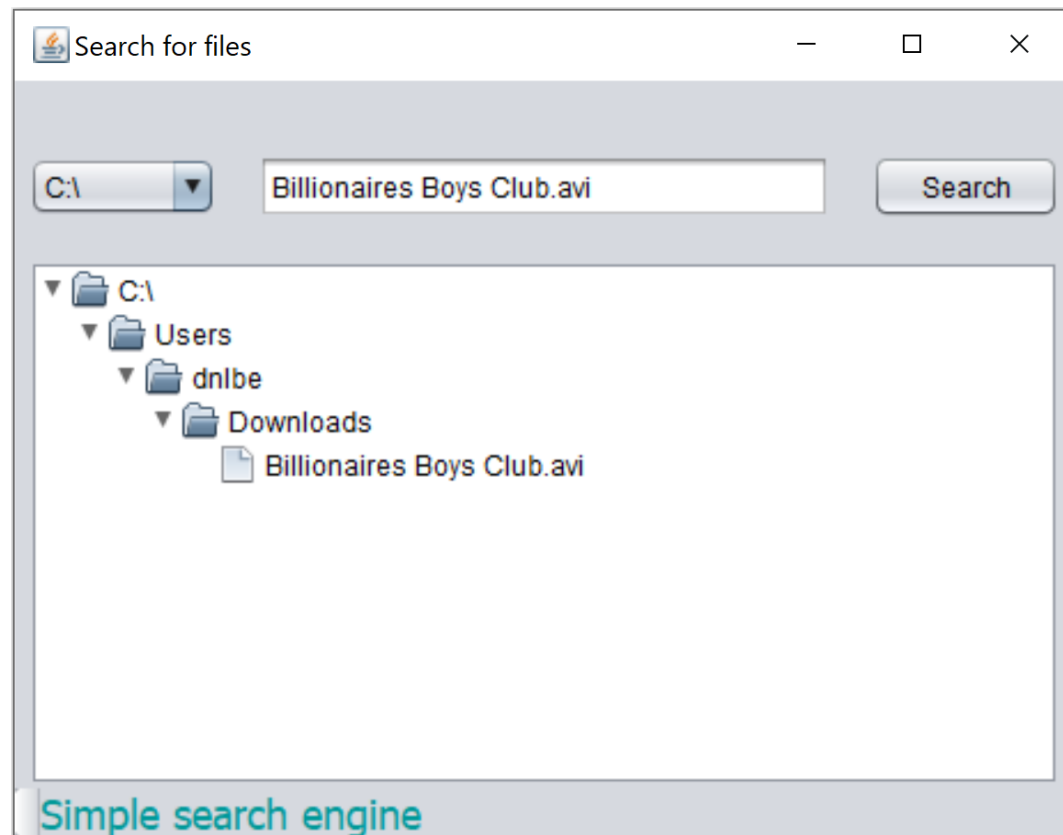 Search for files
C:\ Billionaires Boys Club.avi Search
C:\
Users
dnlbe
Downloads
Billionaires Boys Club.avi
Simple search engine